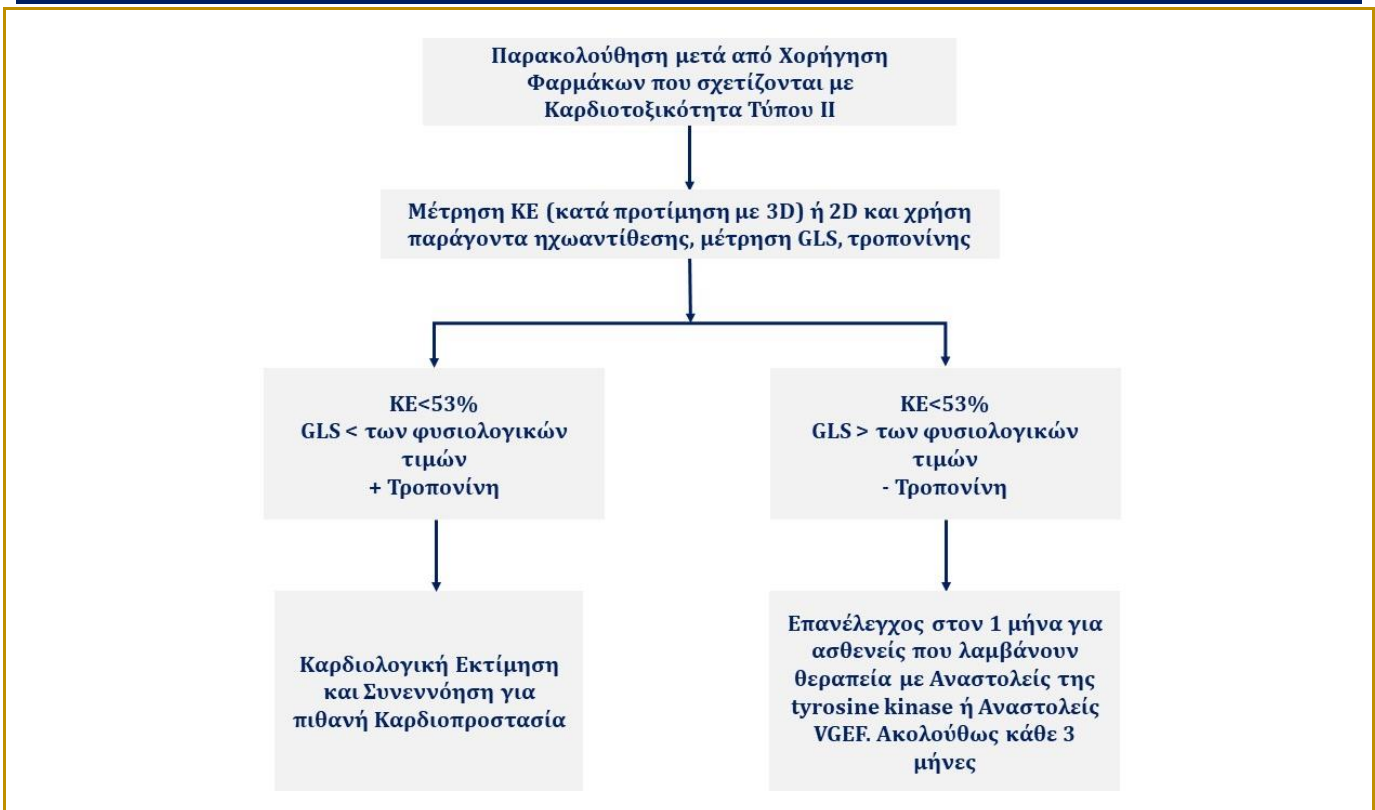 Παρακολούθηση μετά από Χορήγηση
Φαρμάκων που σχετίζονται με
Καρδιοτοξικότητα Τύπου ΙΙ
Μέτρηση ΚΕ (κατά προτίμηση με 3D) ή 2D και χρήση
παράγοντα ηχωαντίθεσης, μέτρηση GLS, τροπονίνης
ΚΕ<53%
GLS < των φυσιολογικών
τιμών
+ Τροπονίνη
ΚΕ<53%
GLS > των φυσιολογικών
τιμών
- Τροπονίνη
Καρδιολογική Εκτίμηση
και Συνεννόηση για
πιθανή Καρδιοπροστασία
Επανέλεγχος στον 1 μήνα για
ασθενείς που λαμβάνουν
θεραπεία με Αναστολείς της
tyrosine kinase ή Αναστολείς
VGEF. Ακολούθως κάθε 3
μήνες